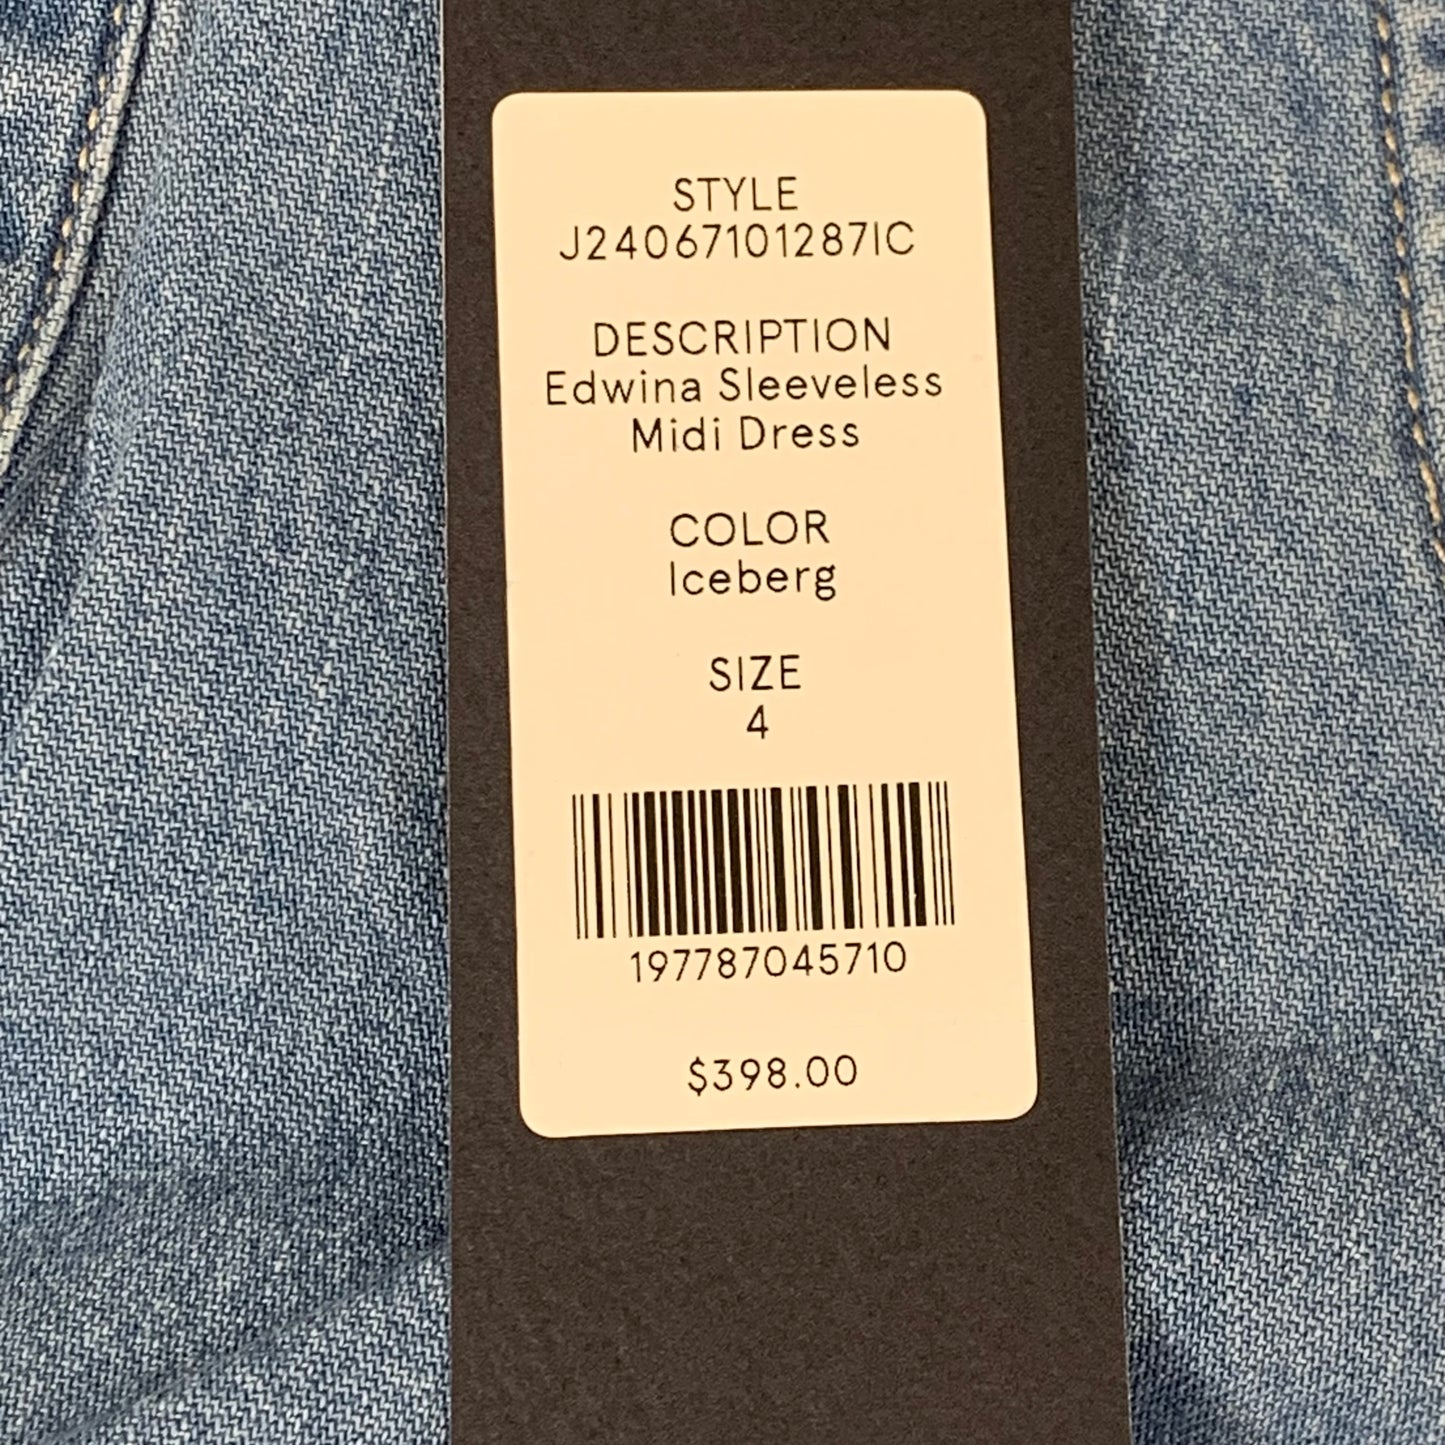 STYLE
J24067101287IC
DESCRIPTION
Edwina Sleeveless
Midi Dress
COLOR
Iceberg
SIZE
4
197787045710
$398.00